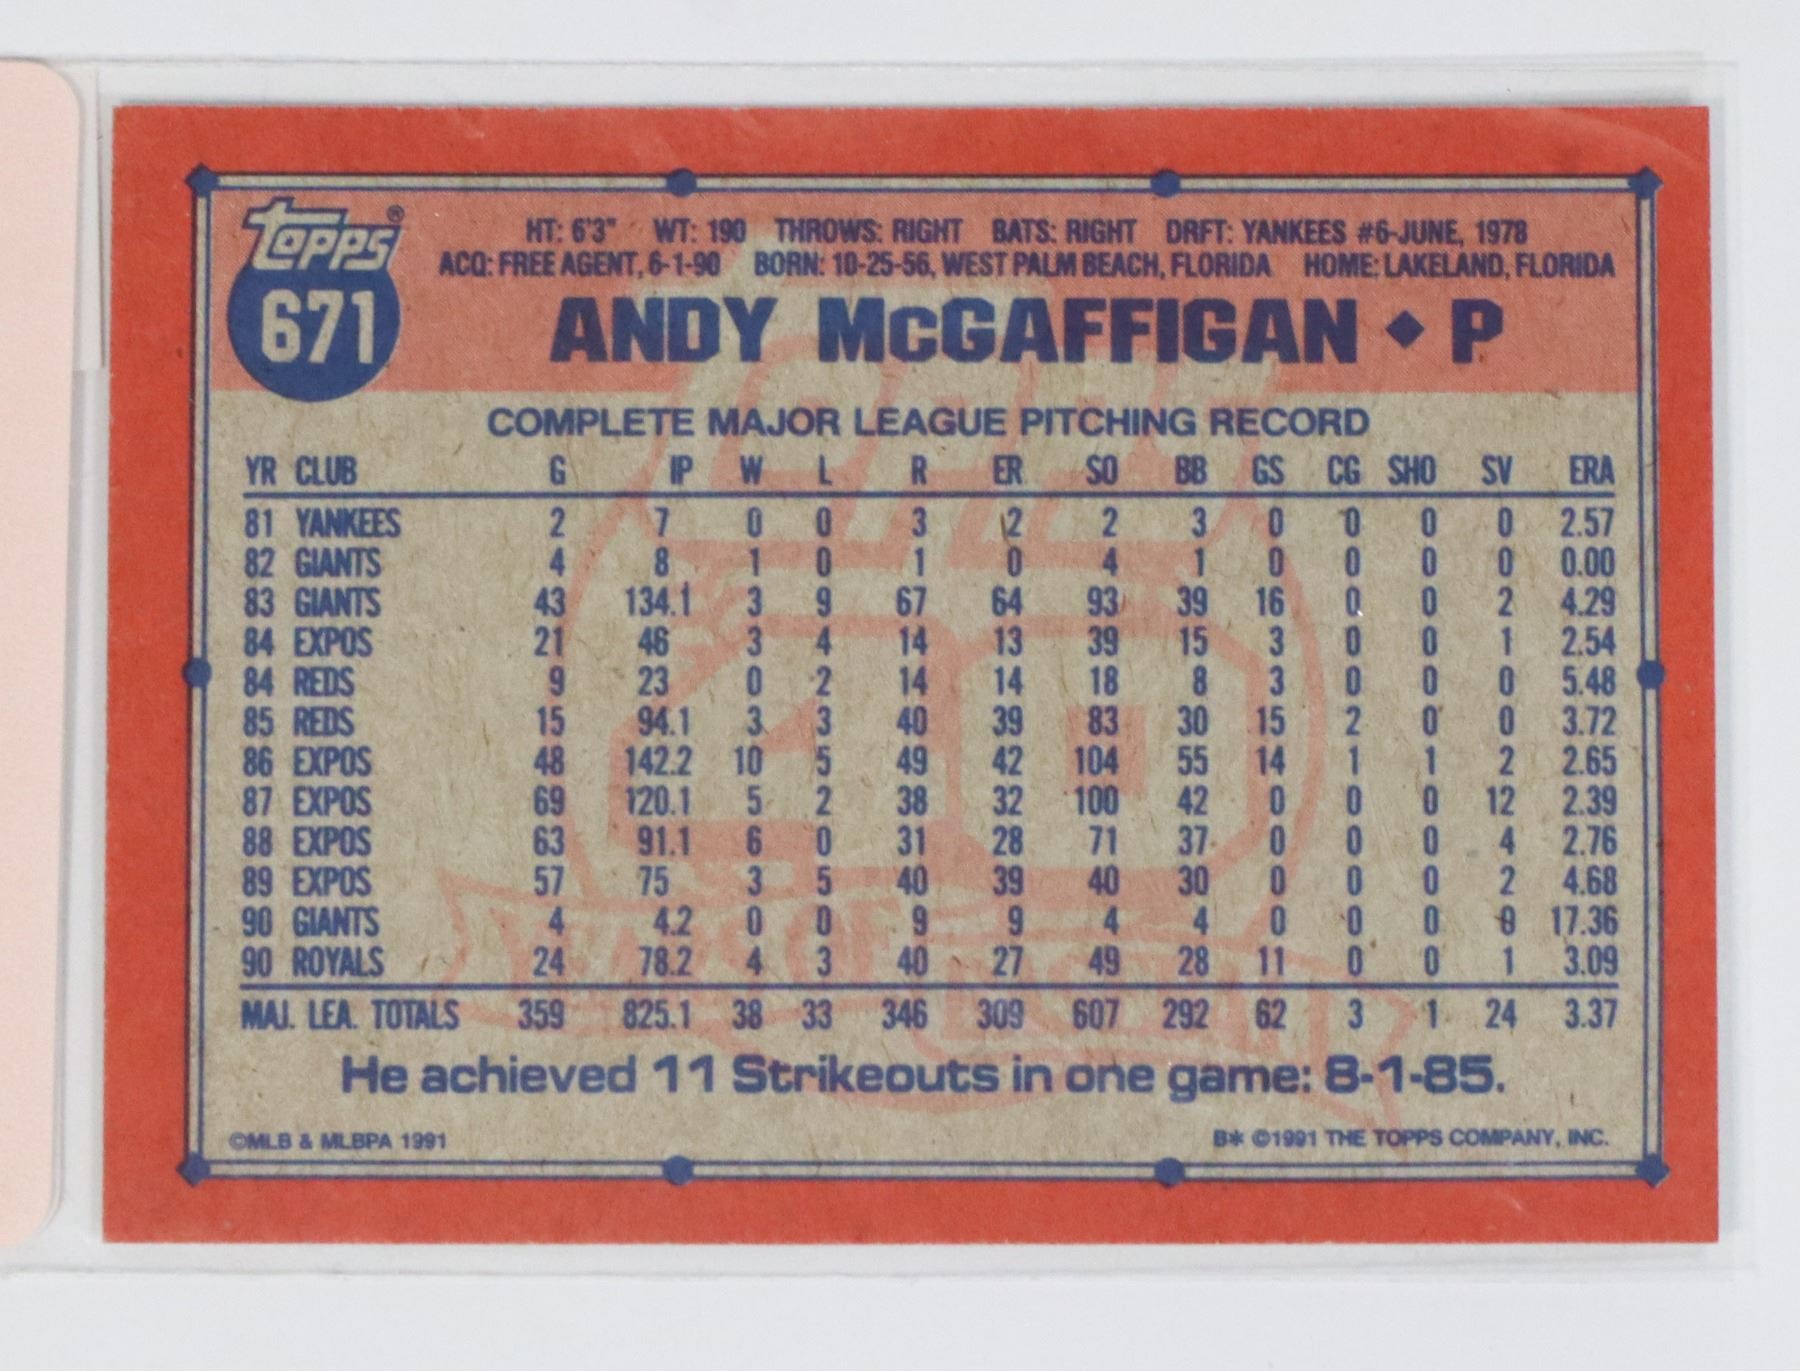 topps®
671
HT: 6'3" WT: 190 THROWS: RIGHT BATS: RIGHT DRFT: YANKEES #6-JUNE, 1978
ACQ: FREE AGENT, 6-1-90 BORN: 10-25-56, WEST PALM BEACH, FLORIDA HOME: LAKELAND, FLORIDA
ANDY McGAFFIGAN ◆ P
COMPLETE MAJOR LEAGUE PITCHING RECORD
YR CLUB G IP W L R ER SO BB GS CG SHO SV ERA
81 YANKEES 2 7 0 0 3 2 2 3 0 0 0 0 2.57
82 GIANTS 4 8 1 0 1 0 4 1 0 0 0 0 0.00
83 GIANTS 43 134.1 3 9 67 64 93 39 16 0 0 2 4.29
84 EXPOS 21 46 3 4 14 13 39 15 3 0 0 1 2.54
84 REDS 9 23 0 2 14 14 18 8 3 0 0 0 5.48
85 REDS 15 94.1 3 3 40 39 83 30 15 2 0 0 3.72
86 EXPOS 48 142.2 10 5 49 42 104 55 14 1 1 2 2.65
87 EXPOS 69 120.1 5 2 38 32 100 42 0 0 0 12 2.39
88 EXPOS 63 91.1 6 0 31 28 71 37 0 0 0 4 2.76
89 EXPOS 57 75 3 5 40 39 40 30 0 0 0 2 4.68
90 GIANTS 4 4.2 0 0 9 9 4 4 0 0 0 0 17.36
90 ROYALS 24 78.2 4 3 40 27 49 28 11 0 0 1 3.09
MAJ. LEA. TOTALS 359 825.1 38 33 346 309 607 292 62 3 1 24 3.37
He achieved 11 Strikeouts in one game: 8-1-85.
©MLB & MLBPA 1991
B* ©1991 THE TOPPS COMPANY, INC.
topps
40
YEARS OF